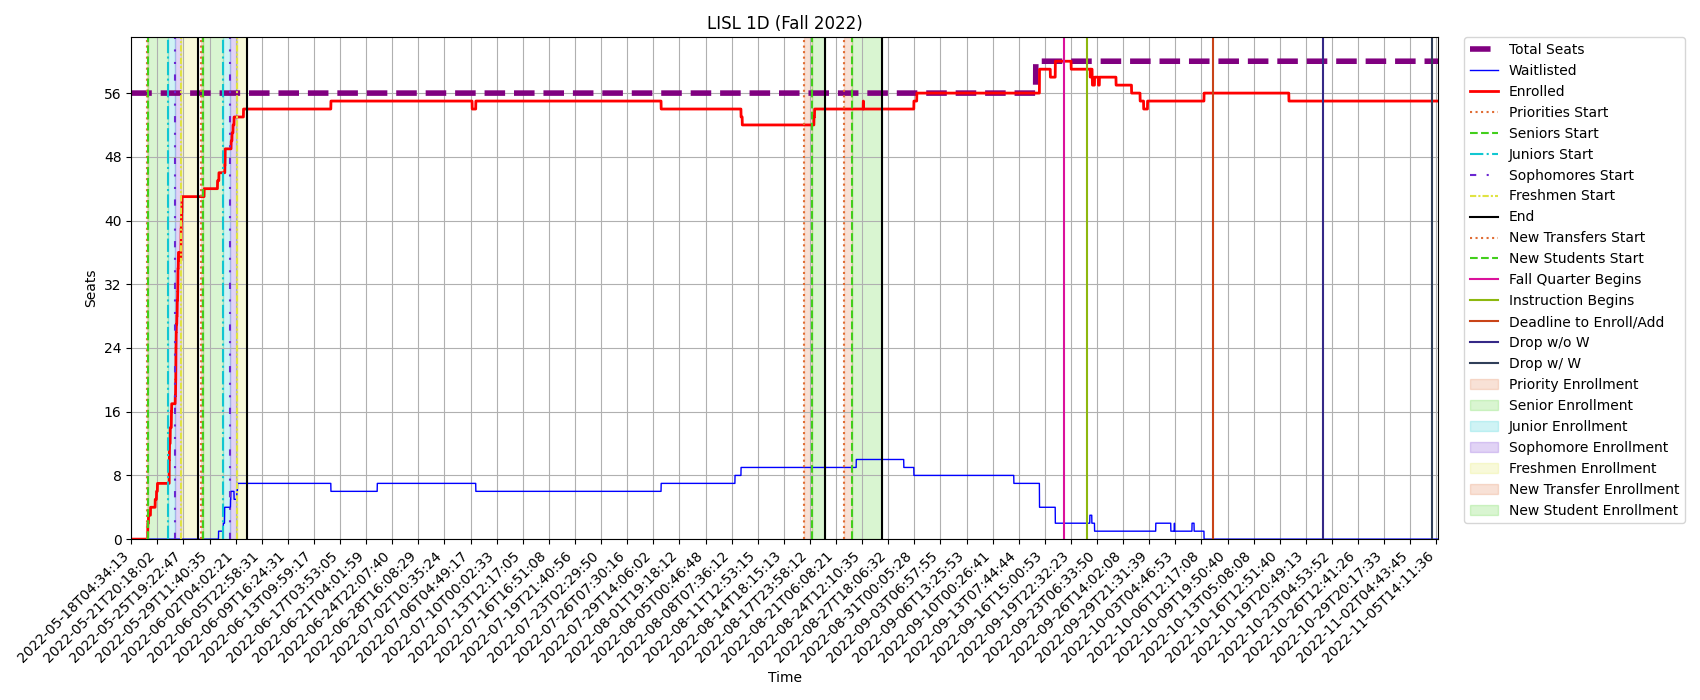 LISL 1D (Fall 2022)
Seats
56
48
40
32
24
16
8
0
2022-05-18T04:34:13
2022-05-21T20:18:02
2022-05-25T19:22:47
2022-05-29T11:40:35
2022-06-02T04:02:21
2022-06-05T22:58:31
2022-06-09T16:24:31
2022-06-13T09:59:17
2022-06-17T03:53:05
2022-06-21T04:01:59
2022-06-24T22:07:40
2022-06-28T16:08:29
2022-07-02T10:35:24
2022-07-06T04:49:17
2022-07-10T00:02:33
2022-07-13T12:17:05
2022-07-16T16:51:08
2022-07-19T21:40:56
2022-07-23T02:29:50
2022-07-26T07:30:16
2022-07-29T14:06:02
2022-08-01T19:18:12
2022-08-05T00:46:48
2022-08-08T07:36:12
2022-08-11T12:53:15
2022-08-14T18:15:13
2022-08-17T23:58:12
2022-08-21T06:08:21
2022-08-24T12:10:35
2022-08-27T18:06:32
2022-08-31T00:05:28
2022-09-03T06:57:55
2022-09-06T13:25:53
2022-09-10T00:26:41
2022-09-13T07:44:44
2022-09-16T15:00:53
2022-09-19T22:32:23
2022-09-23T06:33:50
2022-09-26T14:02:08
2022-09-29T21:31:39
2022-10-03T04:46:53
2022-10-06T12:17:08
2022-10-09T19:50:40
2022-10-13T05:08:08
2022-10-16T12:51:40
2022-10-19T20:49:13
2022-10-23T04:53:52
2022-10-26T12:41:26
2022-10-29T20:17:33
2022-11-02T04:43:45
2022-11-05T14:11:36
Time
Total Seats
Waitlisted
Enrolled
Priorities Start
Seniors Start
Juniors Start
Sophomores Start
Freshmen Start
End
New Transfers Start
New Students Start
Fall Quarter Begins
Instruction Begins
Deadline to Enroll/Add
Drop w/o W
Drop w/ W
Priority Enrollment
Senior Enrollment
Junior Enrollment
Sophomore Enrollment
Freshmen Enrollment
New Transfer Enrollment
New Student Enrollment